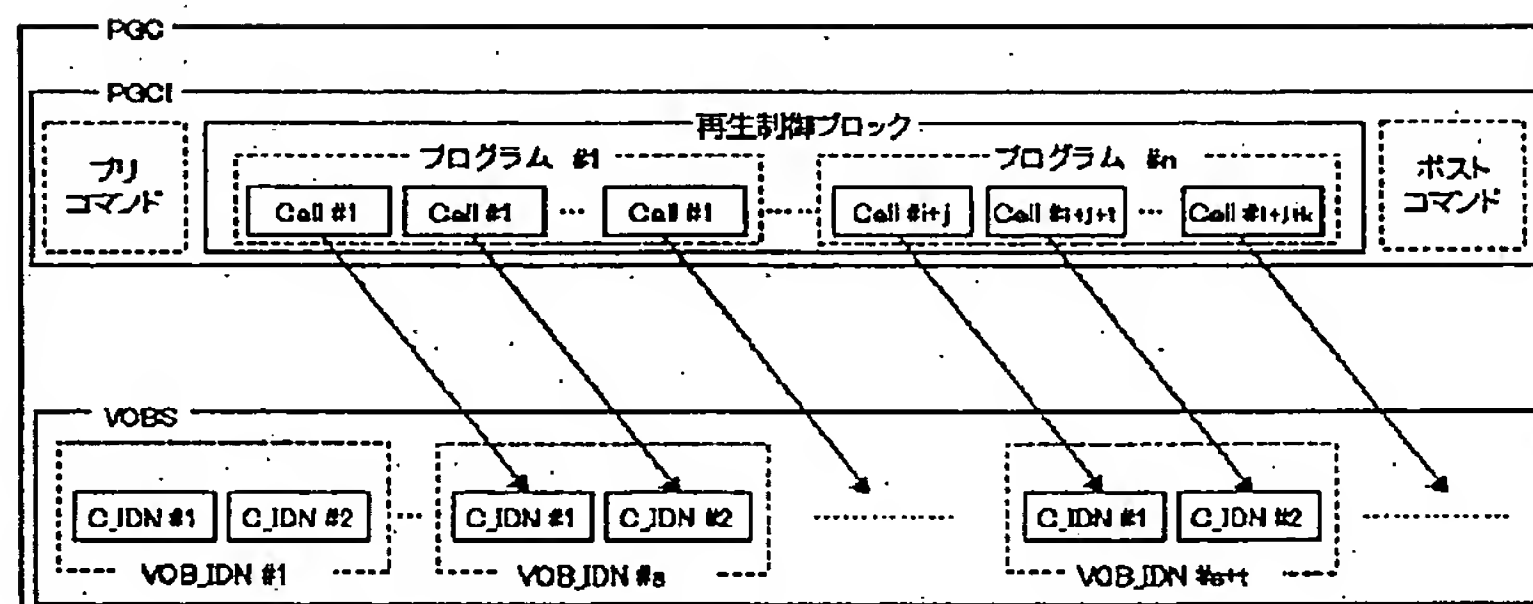 PGC
PGCI
再生制御ブロック
プリ
コマンド
プログラム #1
プログラム #n
ポスト
コマンド
Cell #1
Cell #1
...
Cell #1
......
Cell #i+j
Cell #i+j+1
...
Cell #i+j+k
VOBS
C_IDN #1
C_IDN #2
...
C_IDN #1
C_IDN #2
C_IDN #1
C_IDN #2
VOB_IDN #1
VOB_IDN #s
VOB_IDN #s+t